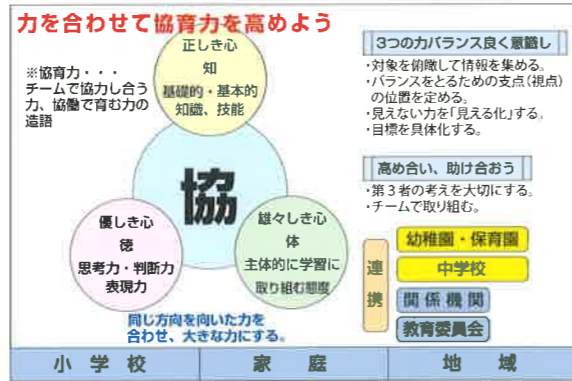 力を合わせて協育力を高めよう
※協育力・・・
チームで協力し合う
力、協働で育む力の
造語
正しき心
知
基礎的・基本的
知識、技能
協
優しき心
徳
思考力・判断力
表現力
雄々しき心
体
主体的に学習に
取り組む態度
同じ方向を向いた力を
合わせ、大きな力にする。
3つの力バランス良く意識し
・対象を俯瞰して情報を集める。
・バランスをとるための支点(視点)
の位置を定める。
・見えない力を「見える化」する。
・目標を具体化する。
高め合い、助け合おう
・第3者の考えを大切にする。
・チームで取り組む。
連携
幼稚園・保育園
中学校
関係機関
教育委員会
小学校 家庭 地域